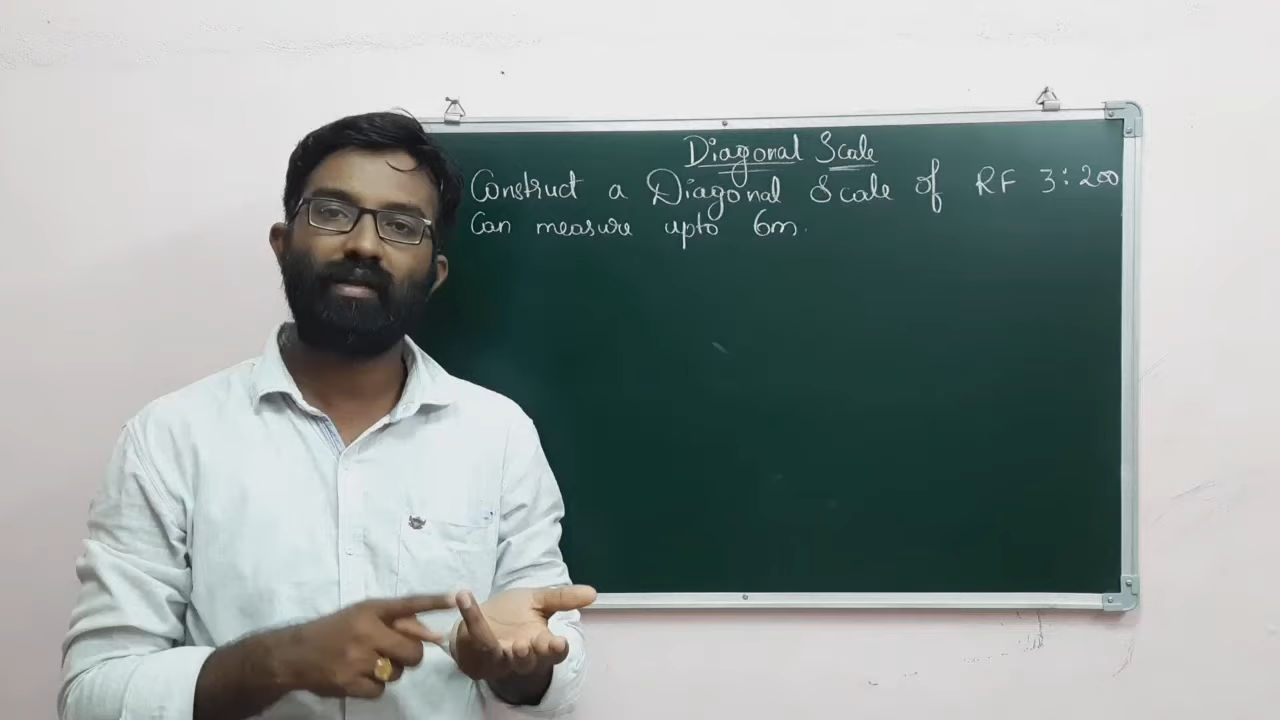 Diagonal Scale
Construct a Diagonal Scale of RF 3:200
Can measure upto 6m.